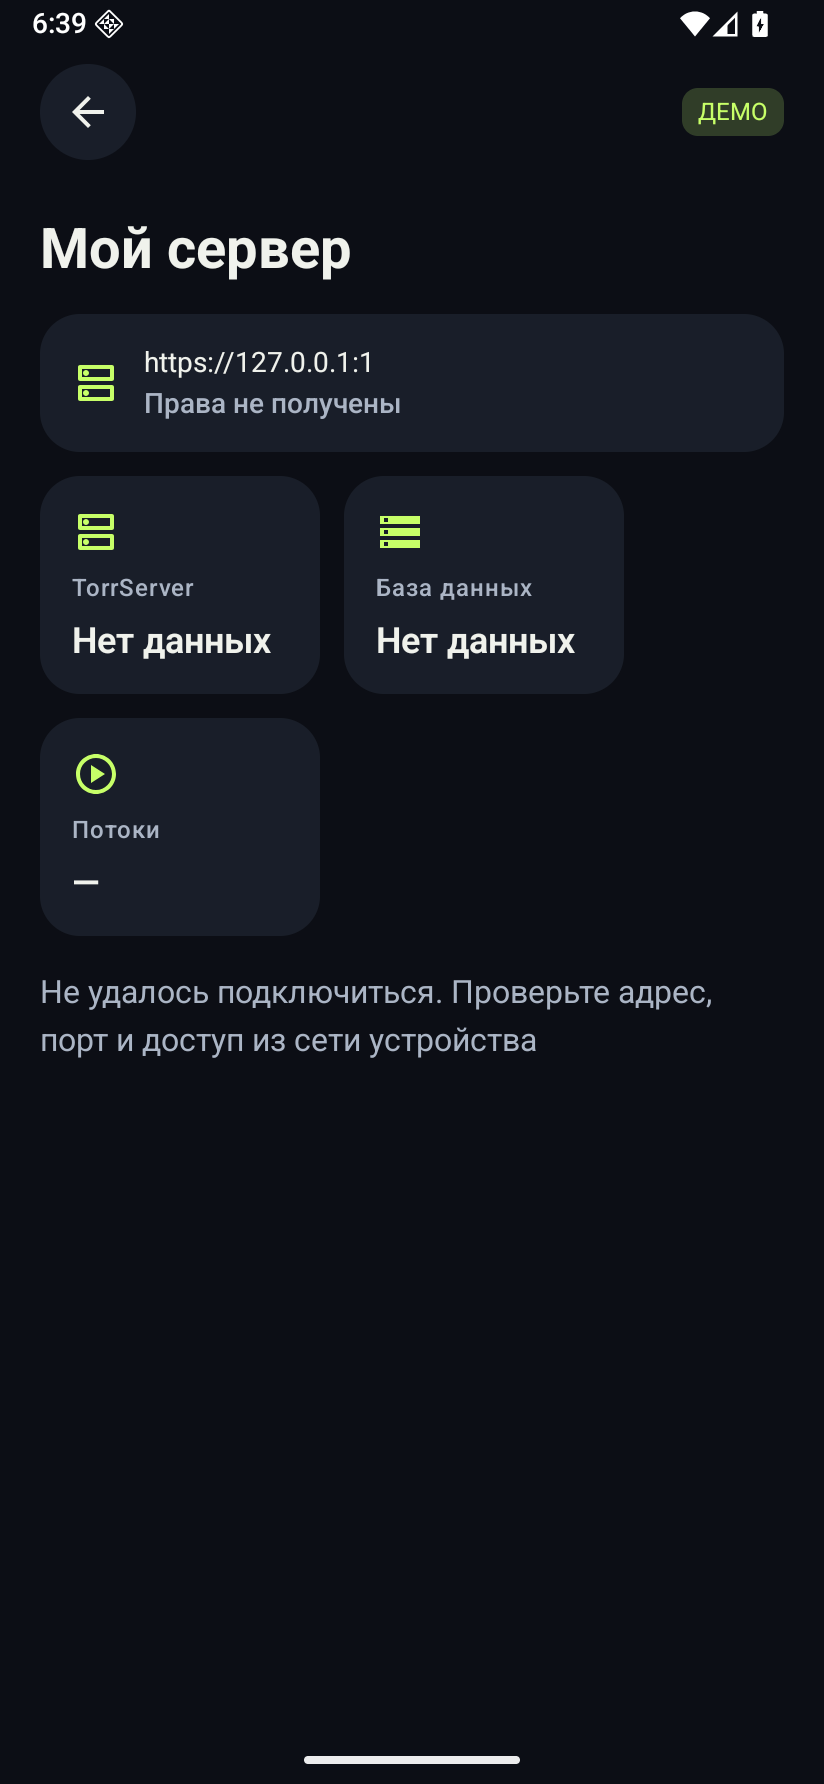 6:39
ДЕМО
Мой сервер
https://127.0.0.1:1
Права не получены
TorrServer
Нет данных
База данных
Нет данных
Потоки
—
Не удалось подключиться. Проверьте адрес,
порт и доступ из сети устройства